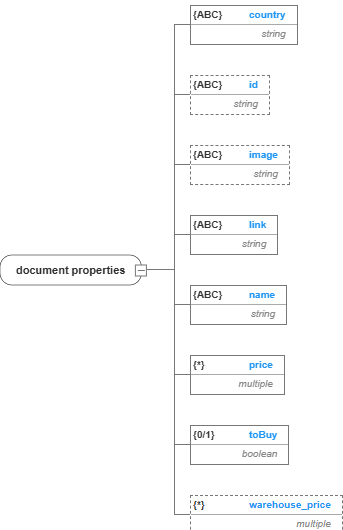 {ABC} country
string
{ABC} id
string
{ABC} image
string
{ABC} link
string
document properties
{ABC} name
string
{*} price
multiple
{0/1} toBuy
boolean
{*} warehouse_price
multiple